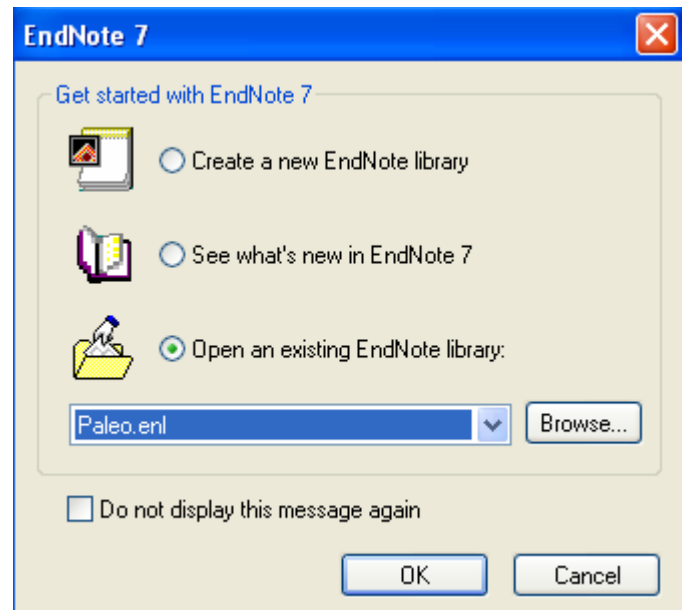 EndNote 7
Get started with EndNote 7
Create a new EndNote library
See what's new in EndNote 7
Open an existing EndNote library:
Paleo.enl
Browse...
Do not display this message again
OK
Cancel